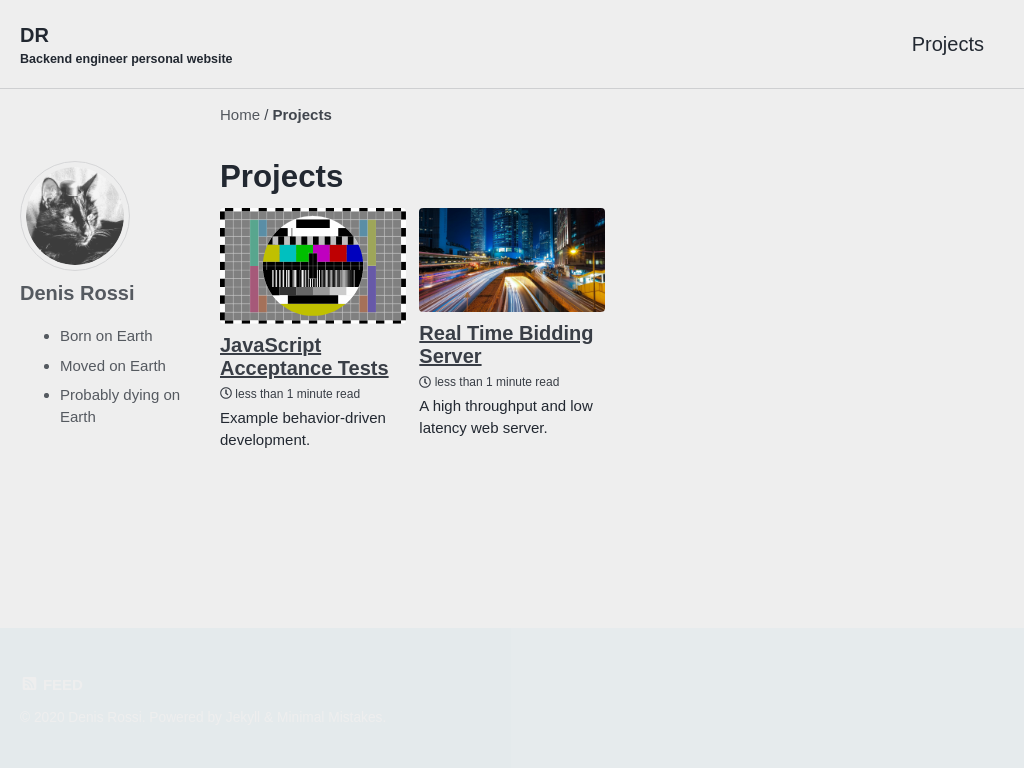 DR
Backend engineer personal website
Projects
Home / Projects
Denis Rossi
Born on Earth
Moved on Earth
Probably dying on
Earth
Projects
JavaScript
Acceptance Tests
less than 1 minute read
Example behavior-driven
development.
Real Time Bidding
Server
less than 1 minute read
A high throughput and low
latency web server.
FEED
© 2020 Denis Rossi. Powered by Jekyll & Minimal Mistakes.